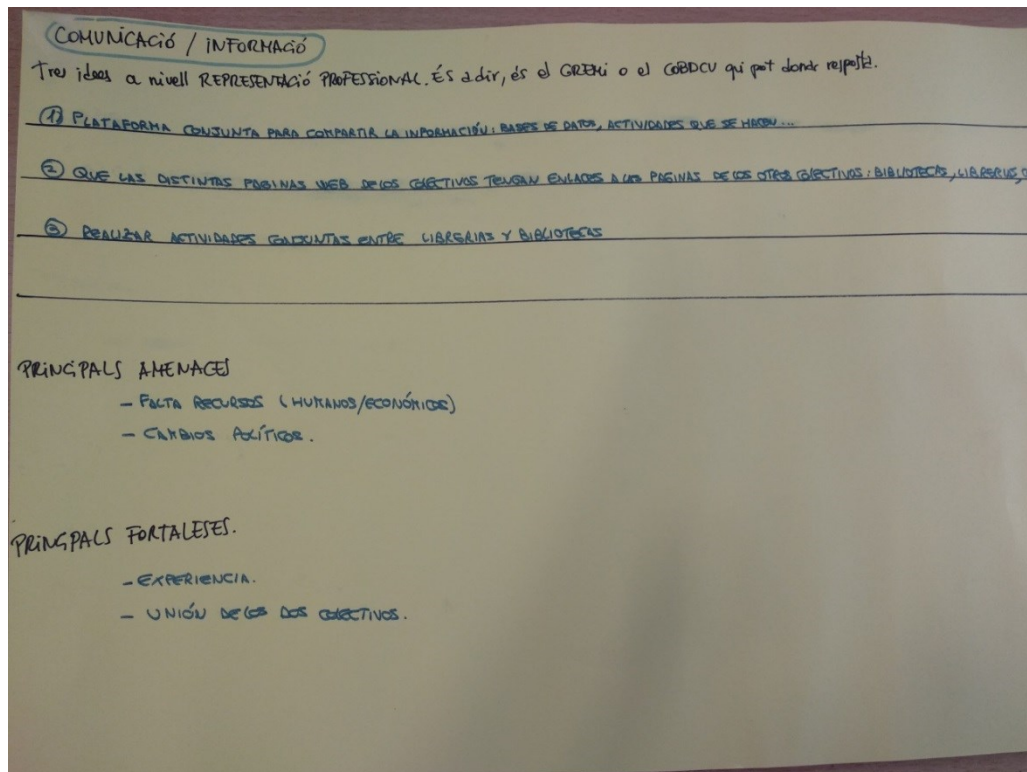 COMUNICACIÓ / INFORMACIÓ
Tres idees a nivell REPRESENTACIÓ PROFESSIONAL. És a dir, és el GREMI o el COBDCV qui pot donar resposta.
① PLATAFORMA CONJUNTA PARA COMPARTIR LA INFORMACIÓN: BASES DE DATOS, ACTIVIDADES QUE SE HACEN...
② QUE LAS DISTINTAS PAGINAS WEB DE LOS COLECTIVOS TENGAN ENLACES A LAS PAGINAS DE LOS OTROS COLECTIVOS: BIBLIOTECAS, LIBRERIAS,
③ REALIZAR ACTIVIDADES CONJUNTAS ENTRE LIBRERIAS Y BIBLIOTECAS
PRINCIPALS AMENACES
- FALTA RECURSOS (HUMANOS/ECONÓMICOS)
- CAMBIOS POLÍTICOS.
PRINCIPALS FORTALESES.
- EXPERIENCIA.
- UNIÓN DE LOS DOS COLECTIVOS.